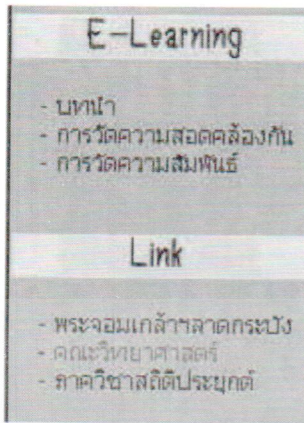 E-Learning
- บทนำ
- การวัดความสอดคล้องกัน
- การวัดความสัมพันธ์
Link
- พระจอมเกล้าฯลาดกระบัง
- คณะวิทยาศาสตร์
- ภาควิชาสถิติประยุกต์